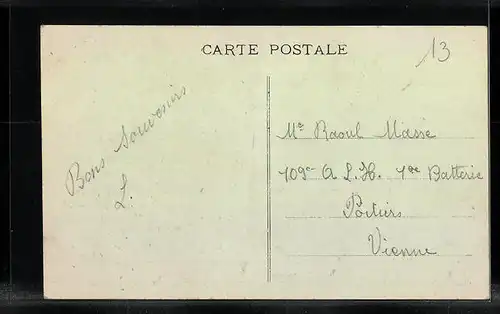 CARTE POSTALE
13
Bons souvenirs
L.
Mr Raoul Masse
109e A L. H. 1re Batterie
Poitiers
Vienne